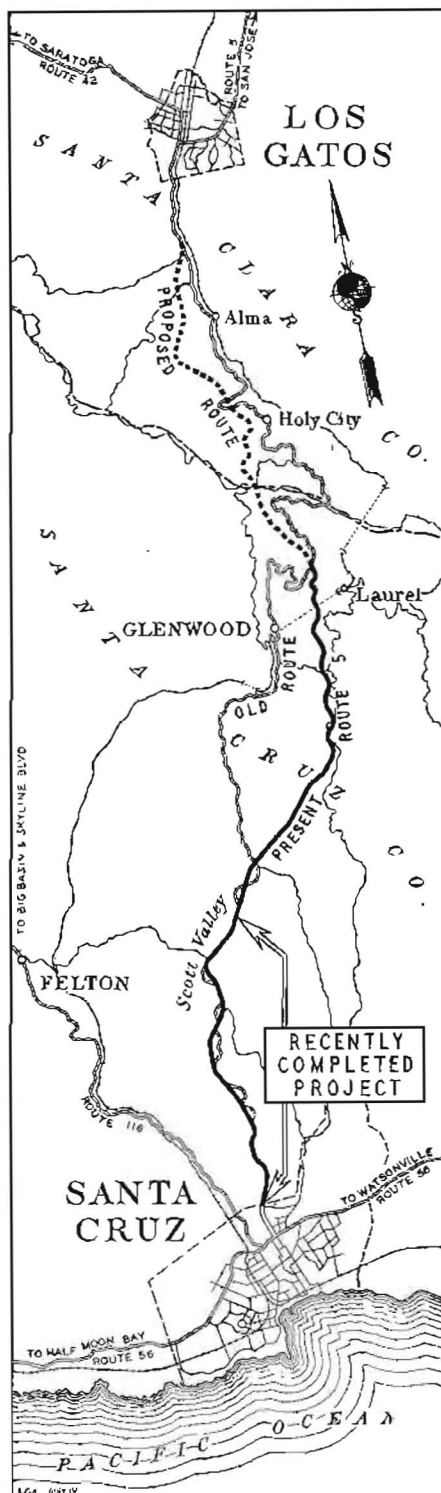 TO SARATOGA
ROUTE 42
ROUTE 5
TO SAN JOSE
LOS
GATOS
SANTA
CLARA
CO.
N
S
PROPOSED
ROUTE
Alma
Holy City
Laurel
GLENWOOD
OLD
ROUTE
SANTA
CRUZ
CO.
PRESENT
ROUTE 5
TO BIG BASIN & SKYLINE BLVD
Scott Valley
FELTON
ROUTE 116
RECENTLY
COMPLETED
PROJECT
SANTA
CRUZ
TO WATSONVILLE
ROUTE 56
TO HALF MOON BAY
ROUTE 56
PACIFIC OCEAN